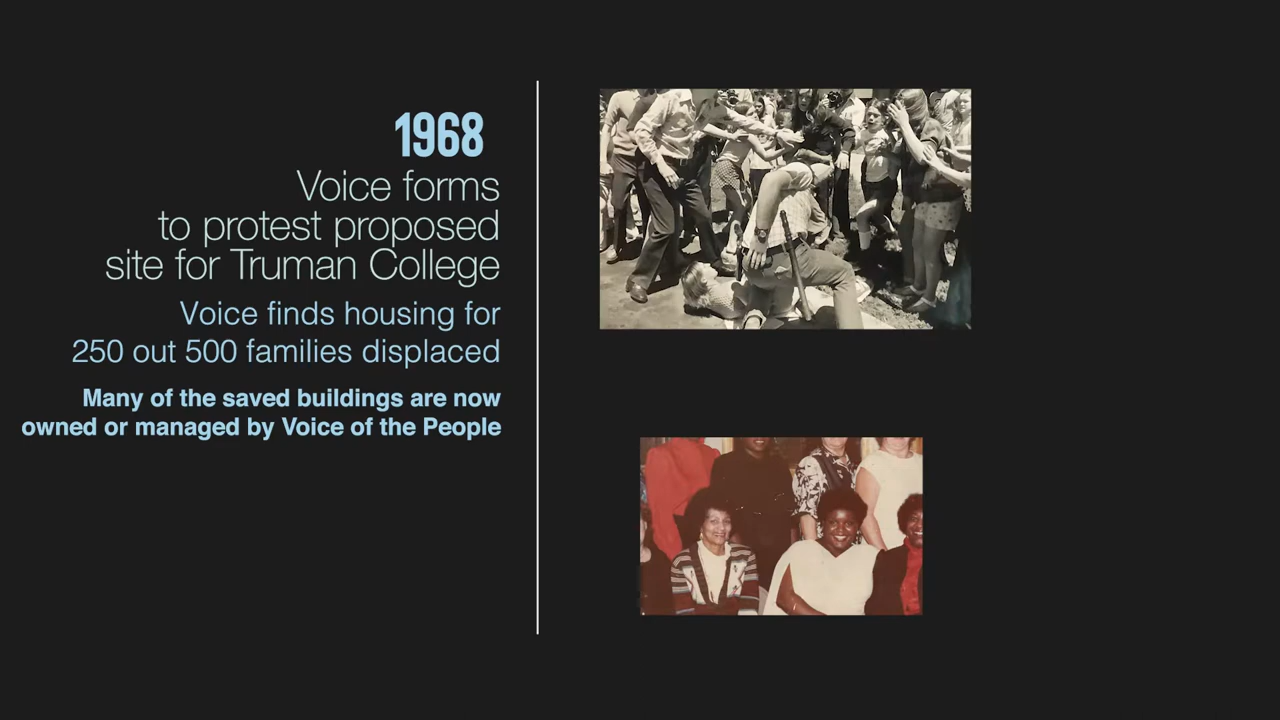 1968
Voice forms
to protest proposed
site for Truman College
Voice finds housing for
250 out 500 families displaced
Many of the saved buildings are now
owned or managed by Voice of the People